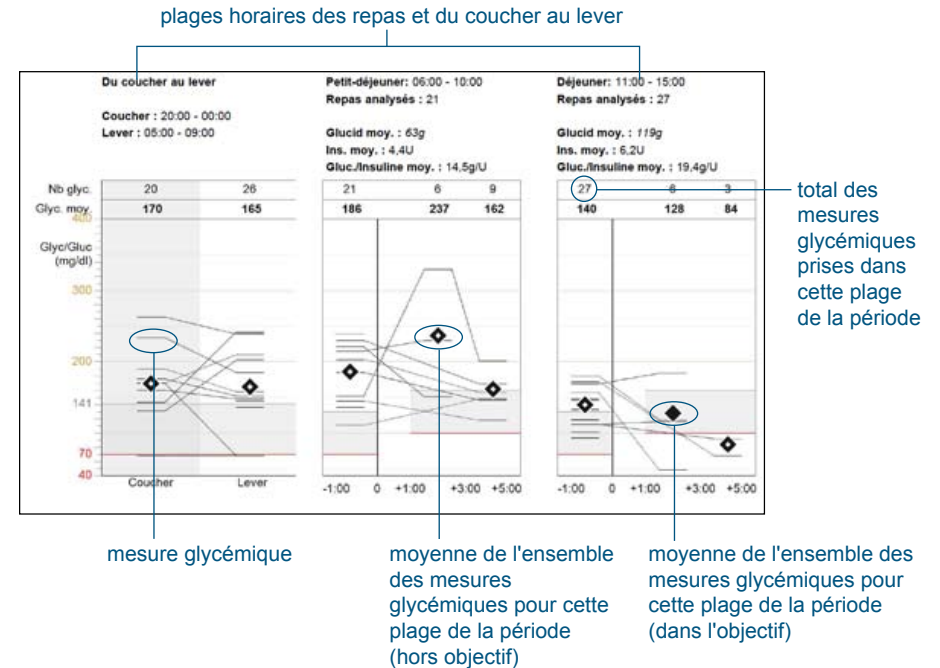 plages horaires des repas et du coucher au lever
Du coucher au lever
Coucher : 20:00 - 00:00
Lever : 05:00 - 09:00
Petit-déjeuner: 06:00 - 10:00
Repas analysés : 21
Glucid moy. : 63g
Ins. moy. : 4,4U
Gluc./Insuline moy. : 14,5g/U
Déjeuner: 11:00 - 15:00
Repas analysés : 27
Glucid moy. : 119g
Ins. moy. : 6,2U
Gluc./Insuline moy. : 19,4g/U
Nb glyc. 20 26 21 6 9 27 6 3
Glyc. moy. 170 165 186 237 162 140 128 84
400
Glyc/Gluc
(mg/dl)
300
200
141
70
40
Coucher Lever
-1:00 0 +1:00 +3:00 +5:00
-1:00 0 +1:00 +3:00 +5:00
total des
mesures
glycémiques
prises dans
cette plage
de la période
mesure glycémique
moyenne de l'ensemble
des mesures
glycémiques pour cette
plage de la période
(hors objectif)
moyenne de l'ensemble des
mesures glycémiques pour
cette plage de la période
(dans l'objectif)